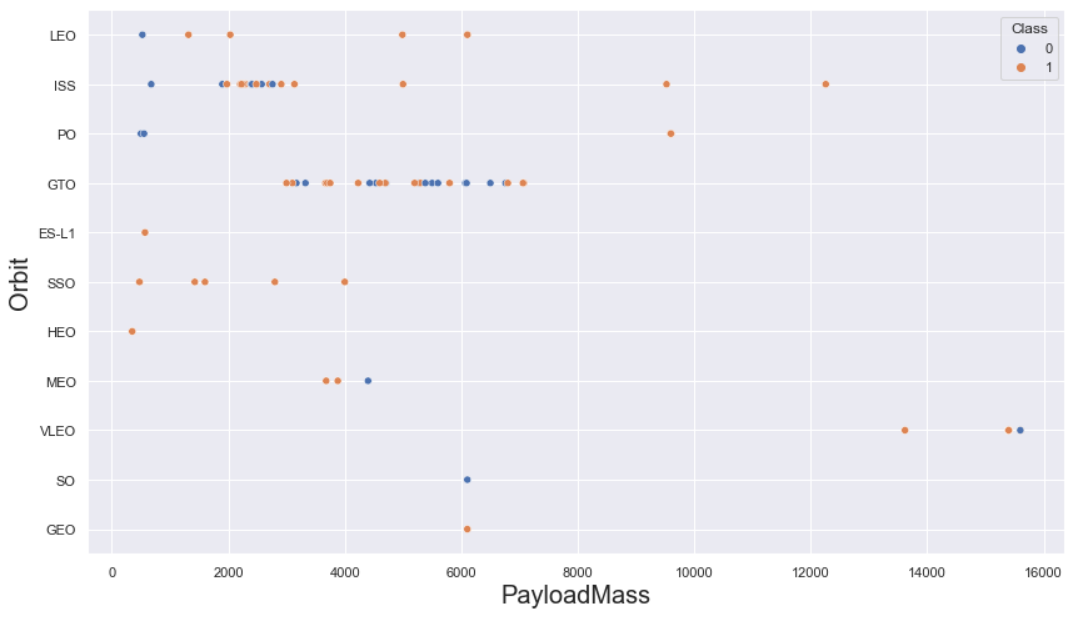 Class
0
1
Orbit
LEO
ISS
PO
GTO
ES-L1
SSO
HEO
MEO
VLEO
SO
GEO
0 2000 4000 6000 8000 10000 12000 14000 16000
PayloadMass